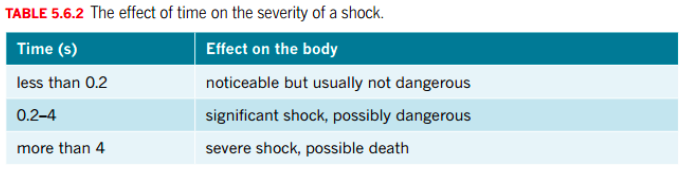 TABLE 5.6.2 The effect of time on the severity of a shock.
Time (s) Effect on the body
less than 0.2 noticeable but usually not dangerous
0.2–4 significant shock, possibly dangerous
more than 4 severe shock, possible death